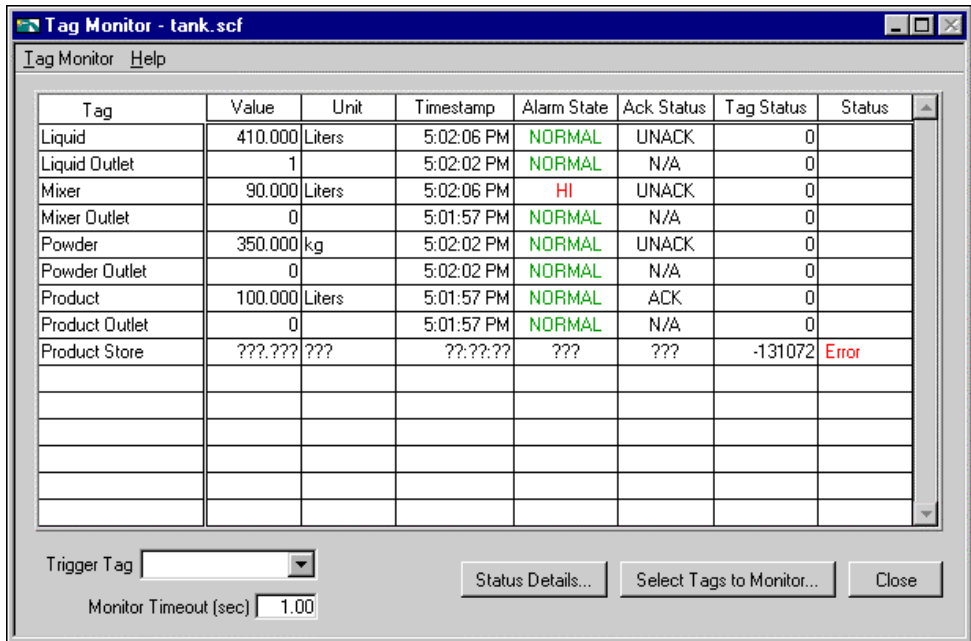 Tag Monitor - tank.scf
Tag Monitor Help
Tag Value Unit Timestamp Alarm State Ack Status Tag Status Status
Liquid 410.000 Liters 5:02:06 PM NORMAL UNACK 0
Liquid Outlet 1 5:02:02 PM NORMAL N/A 0
Mixer 90.000 Liters 5:02:06 PM HI UNACK 0
Mixer Outlet 0 5:01:57 PM NORMAL N/A 0
Powder 350.000 kg 5:02:02 PM NORMAL UNACK 0
Powder Outlet 0 5:02:02 PM NORMAL N/A 0
Product 100.000 Liters 5:01:57 PM NORMAL ACK 0
Product Outlet 0 5:01:57 PM NORMAL N/A 0
Product Store ???.??? ??? ??:??:?? ??? ??? -131072 Error
Trigger Tag
Status Details... Select Tags to Monitor... Close
Monitor Timeout (sec) 1.00